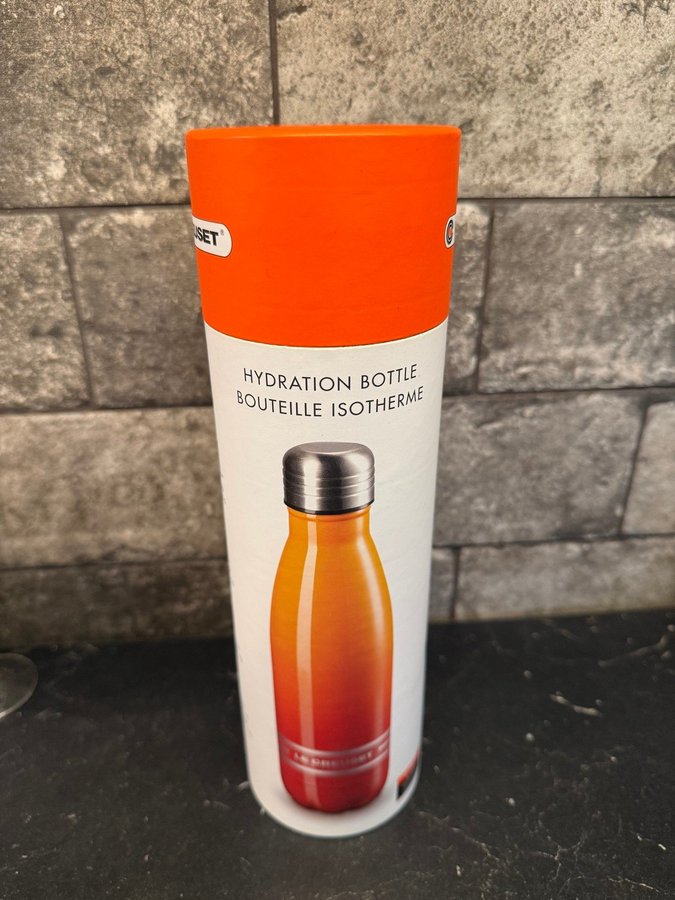 USET®
HYDRATION BOTTLE
BOUTEILLE ISOTHERME
LE CREUSET